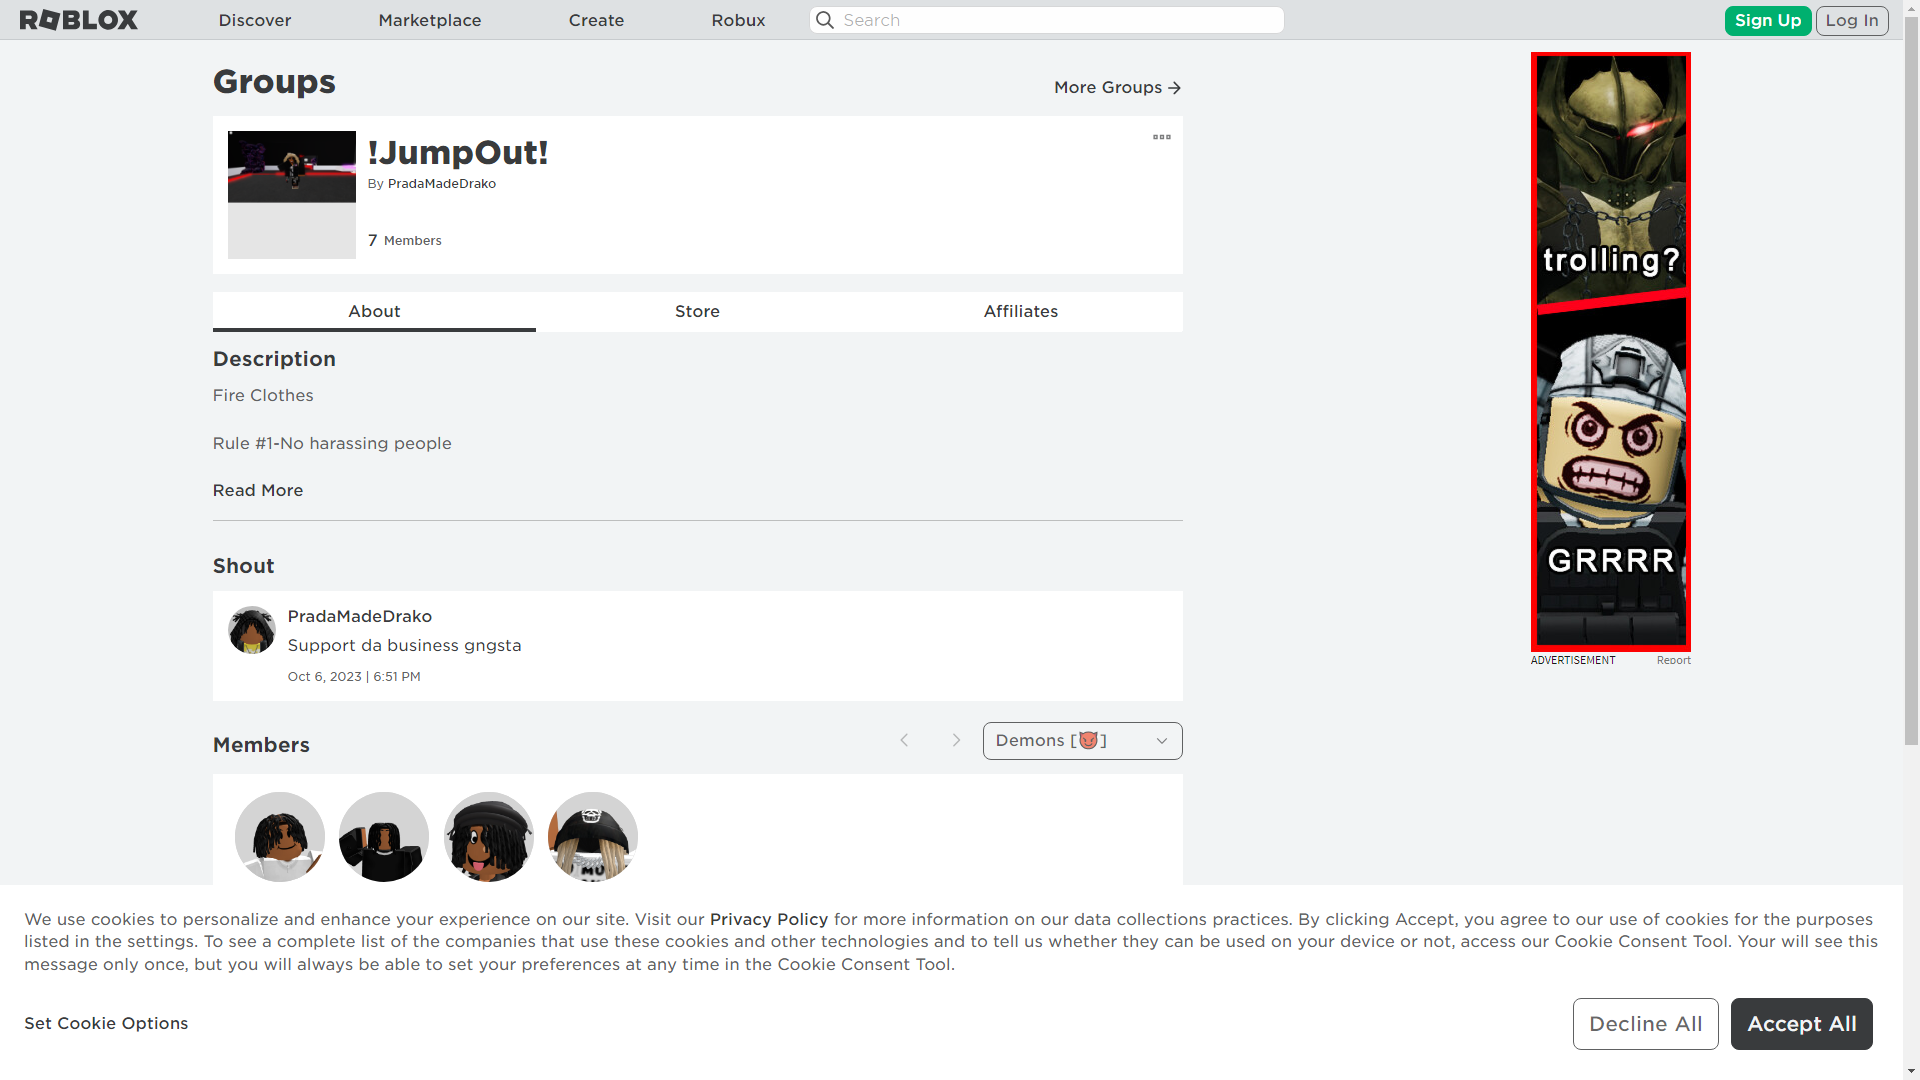 ROBLOX
Discover
Marketplace
Create
Robux
Search
Sign Up
Log In
Groups
More Groups
!JumpOut!
By PradaMadeDrako
7 Members
About
Store
Affiliates
Description
Fire Clothes
Rule #1-No harassing people
Read More
Shout
PradaMadeDrako
Support da business gngsta
Oct 6, 2023 | 6:51 PM
Members
Demons [😈]
trolling?
GRRRR
ADVERTISEMENT
Report
We use cookies to personalize and enhance your experience on our site. Visit our Privacy Policy for more information on our data collections practices. By clicking Accept, you agree to our use of cookies for the purposes
listed in the settings. To see a complete list of the companies that use these cookies and other technologies and to tell us whether they can be used on your device or not, access our Cookie Consent Tool. Your will see this
message only once, but you will always be able to set your preferences at any time in the Cookie Consent Tool.
Set Cookie Options
Decline All
Accept All